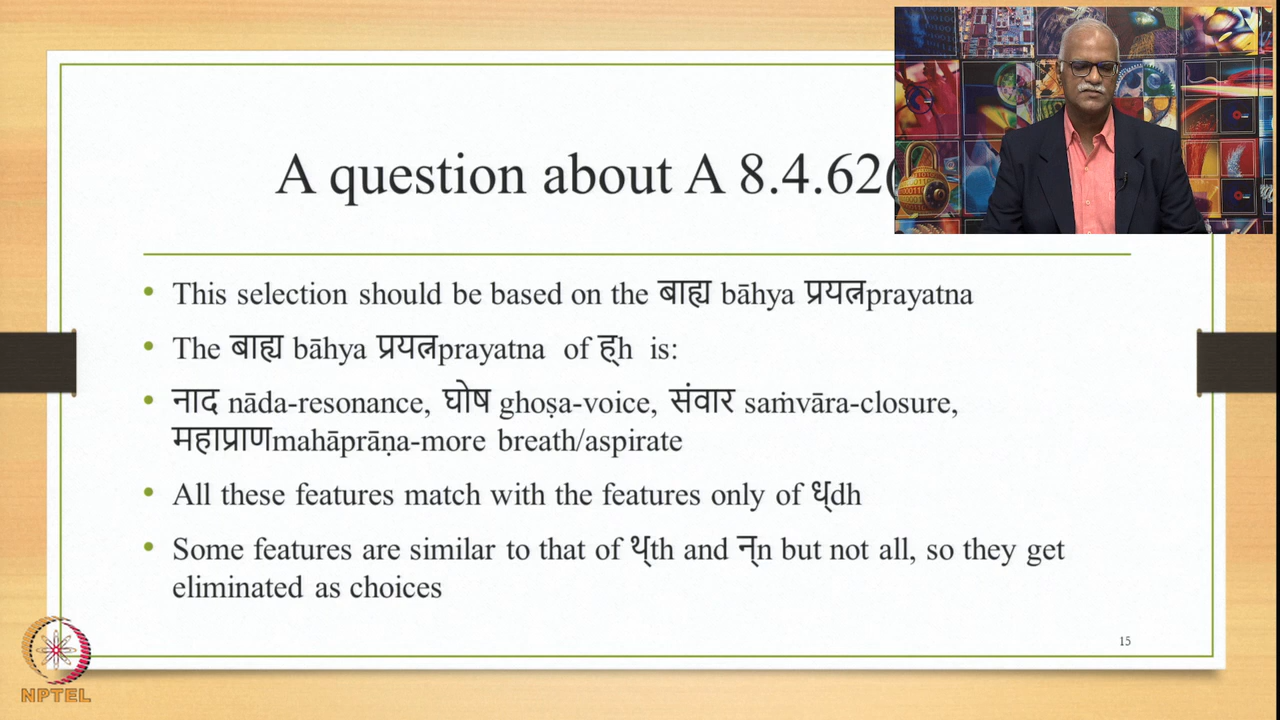 A question about A 8.4.62(
This selection should be based on the बाह्य bāhya प्रयत्नprayatna
The बाह्य bāhya प्रयत्नprayatna of ह्h is:
नाद nāda-resonance, घोष ghoṣa-voice, संवार saṁvāra-closure,
महाप्राणmahāprāṇa-more breath/aspirate
All these features match with the features only of ध्dh
Some features are similar to that of थ्th and न्n but not all, so they get
eliminated as choices
15
NPTEL